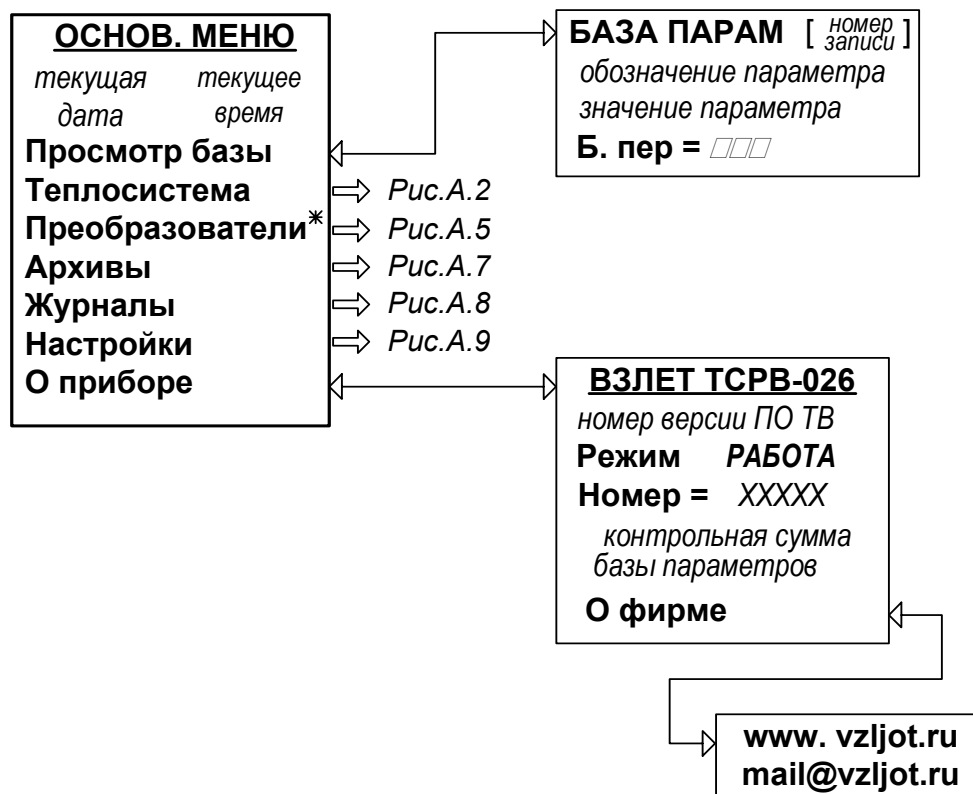 ОСНОВ. МЕНЮ
текущая текущее
дата время
Просмотр базы
Теплосистема
Преобразователи*
Архивы
Журналы
Настройки
О приборе
Рис.А.2
Рис.А.5
Рис.А.7
Рис.А.8
Рис.А.9
БАЗА ПАРАМ [ номер записи ]
обозначение параметра
значение параметра
Б. пер =
ВЗЛЕТ ТСРВ-026
номер версии ПО ТВ
Режим РАБОТА
Номер = XXXXX
контрольная сумма
базы параметров
О фирме
www. vzljot.ru
mail@vzljot.ru